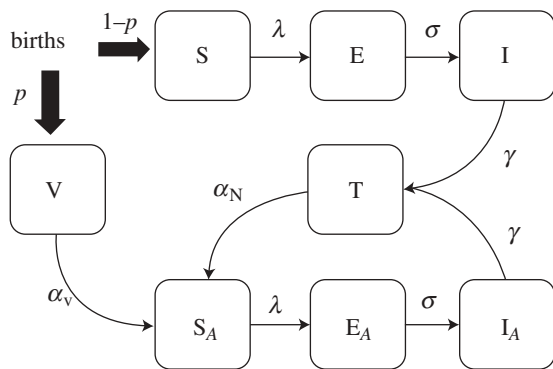 births 1–p S λ E σ I
p
V α_N T γ
γ
α_v S_A λ E_A σ I_A